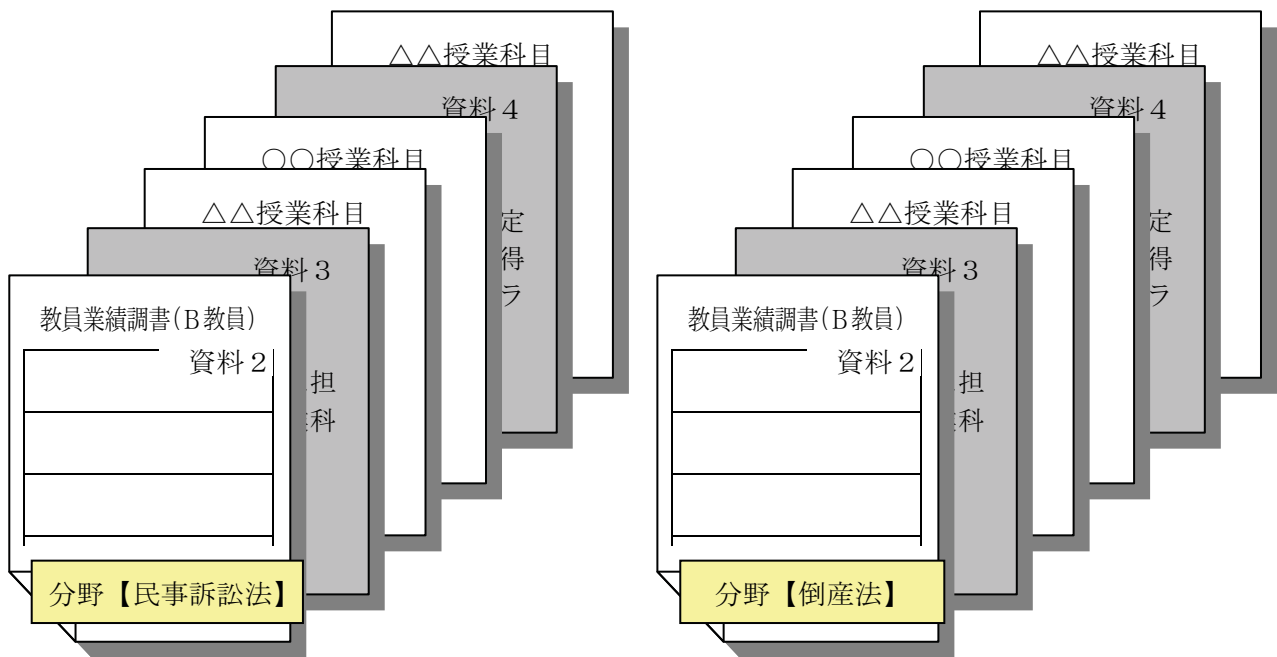 △△授業科目
資料４
○○授業科目
△△授業科目
定
得
ラ
資料３
教員業績調書(Ｂ教員)
資料２
担
科
分野【民事訴訟法】
△△授業科目
資料４
○○授業科目
△△授業科目
定
得
ラ
資料３
教員業績調書(Ｂ教員)
資料２
担
科
分野【倒産法】